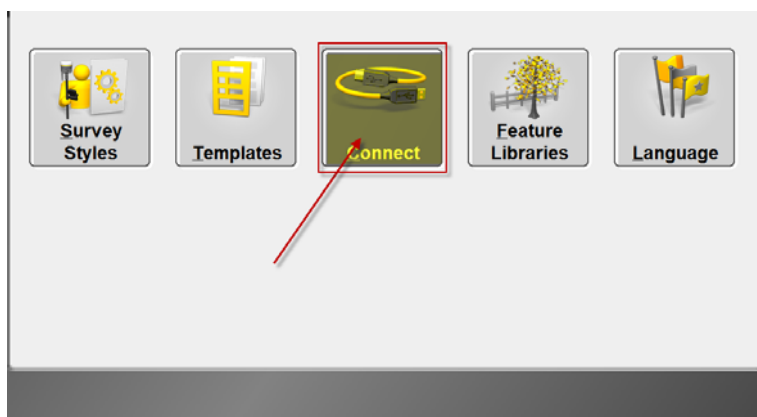 Survey
Styles
Templates
Connect
Feature
Libraries
Language